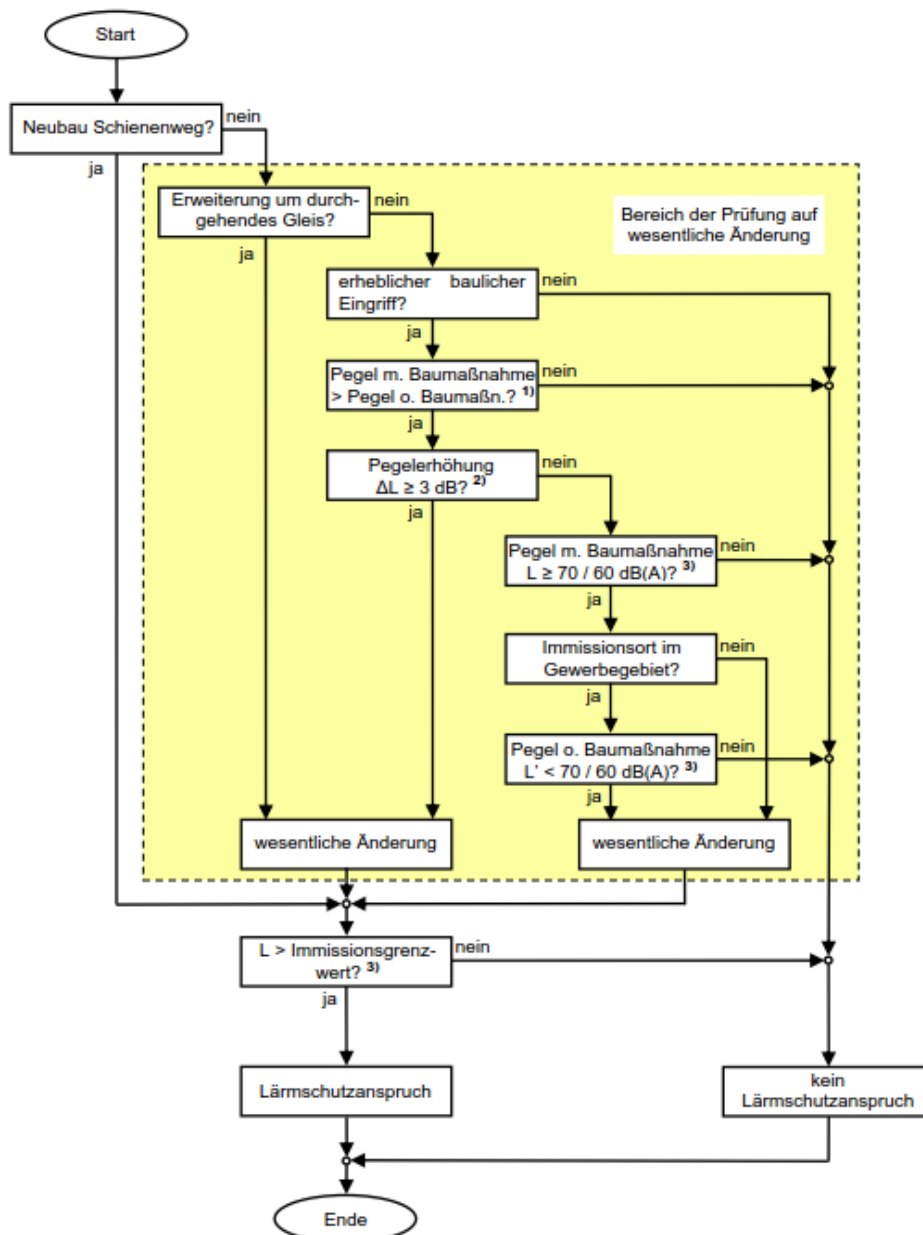 Start
Neubau Schienenweg?
nein
ja
Erweiterung um durch-
gehendes Gleis?
nein
ja
Bereich der Prüfung auf
wesentliche Änderung
erheblicher baulicher
Eingriff?
nein
ja
Pegel m. Baumaßnahme
> Pegel o. Baumaßn.? 1)
nein
ja
Pegelerhöhung
ΔL ≥ 3 dB? 2)
nein
ja
Pegel m. Baumaßnahme
L ≥ 70 / 60 dB(A)? 3)
nein
ja
Immissionsort im
Gewerbegebiet?
nein
ja
Pegel o. Baumaßnahme
L' < 70 / 60 dB(A)? 3)
nein
ja
wesentliche Änderung
wesentliche Änderung
L > Immissionsgrenz-
wert? 3)
nein
ja
Lärmschutzanspruch
kein
Lärmschutzanspruch
Ende